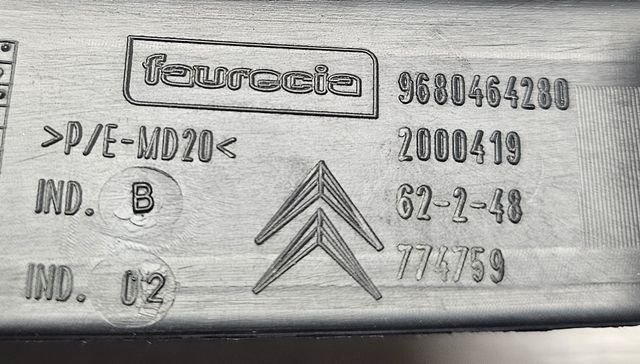 faurecia
9680464280
>P/E-MD20<
2000419
IND. B
62-2-48
774759
IND. 02